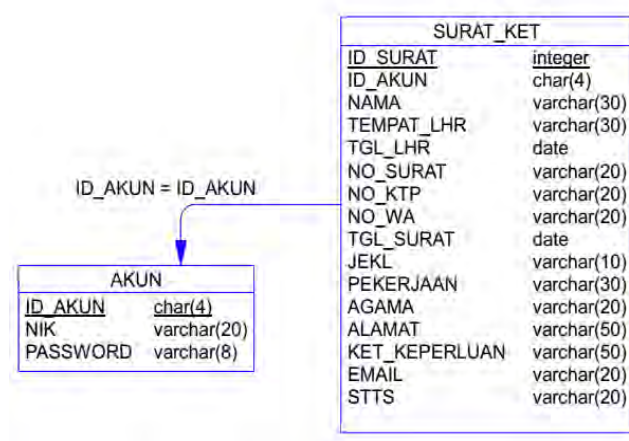 SURAT_KET
ID_SURAT integer
ID_AKUN char(4)
NAMA varchar(30)
TEMPAT_LHR varchar(30)
TGL_LHR date
NO_SURAT varchar(20)
NO_KTP varchar(20)
NO_WA varchar(20)
TGL_SURAT date
JEKL varchar(10)
PEKERJAAN varchar(30)
AGAMA varchar(20)
ALAMAT varchar(50)
KET_KEPERLUAN varchar(50)
EMAIL varchar(20)
STTS varchar(20)
ID_AKUN = ID_AKUN
AKUN
ID_AKUN char(4)
NIK varchar(20)
PASSWORD varchar(8)